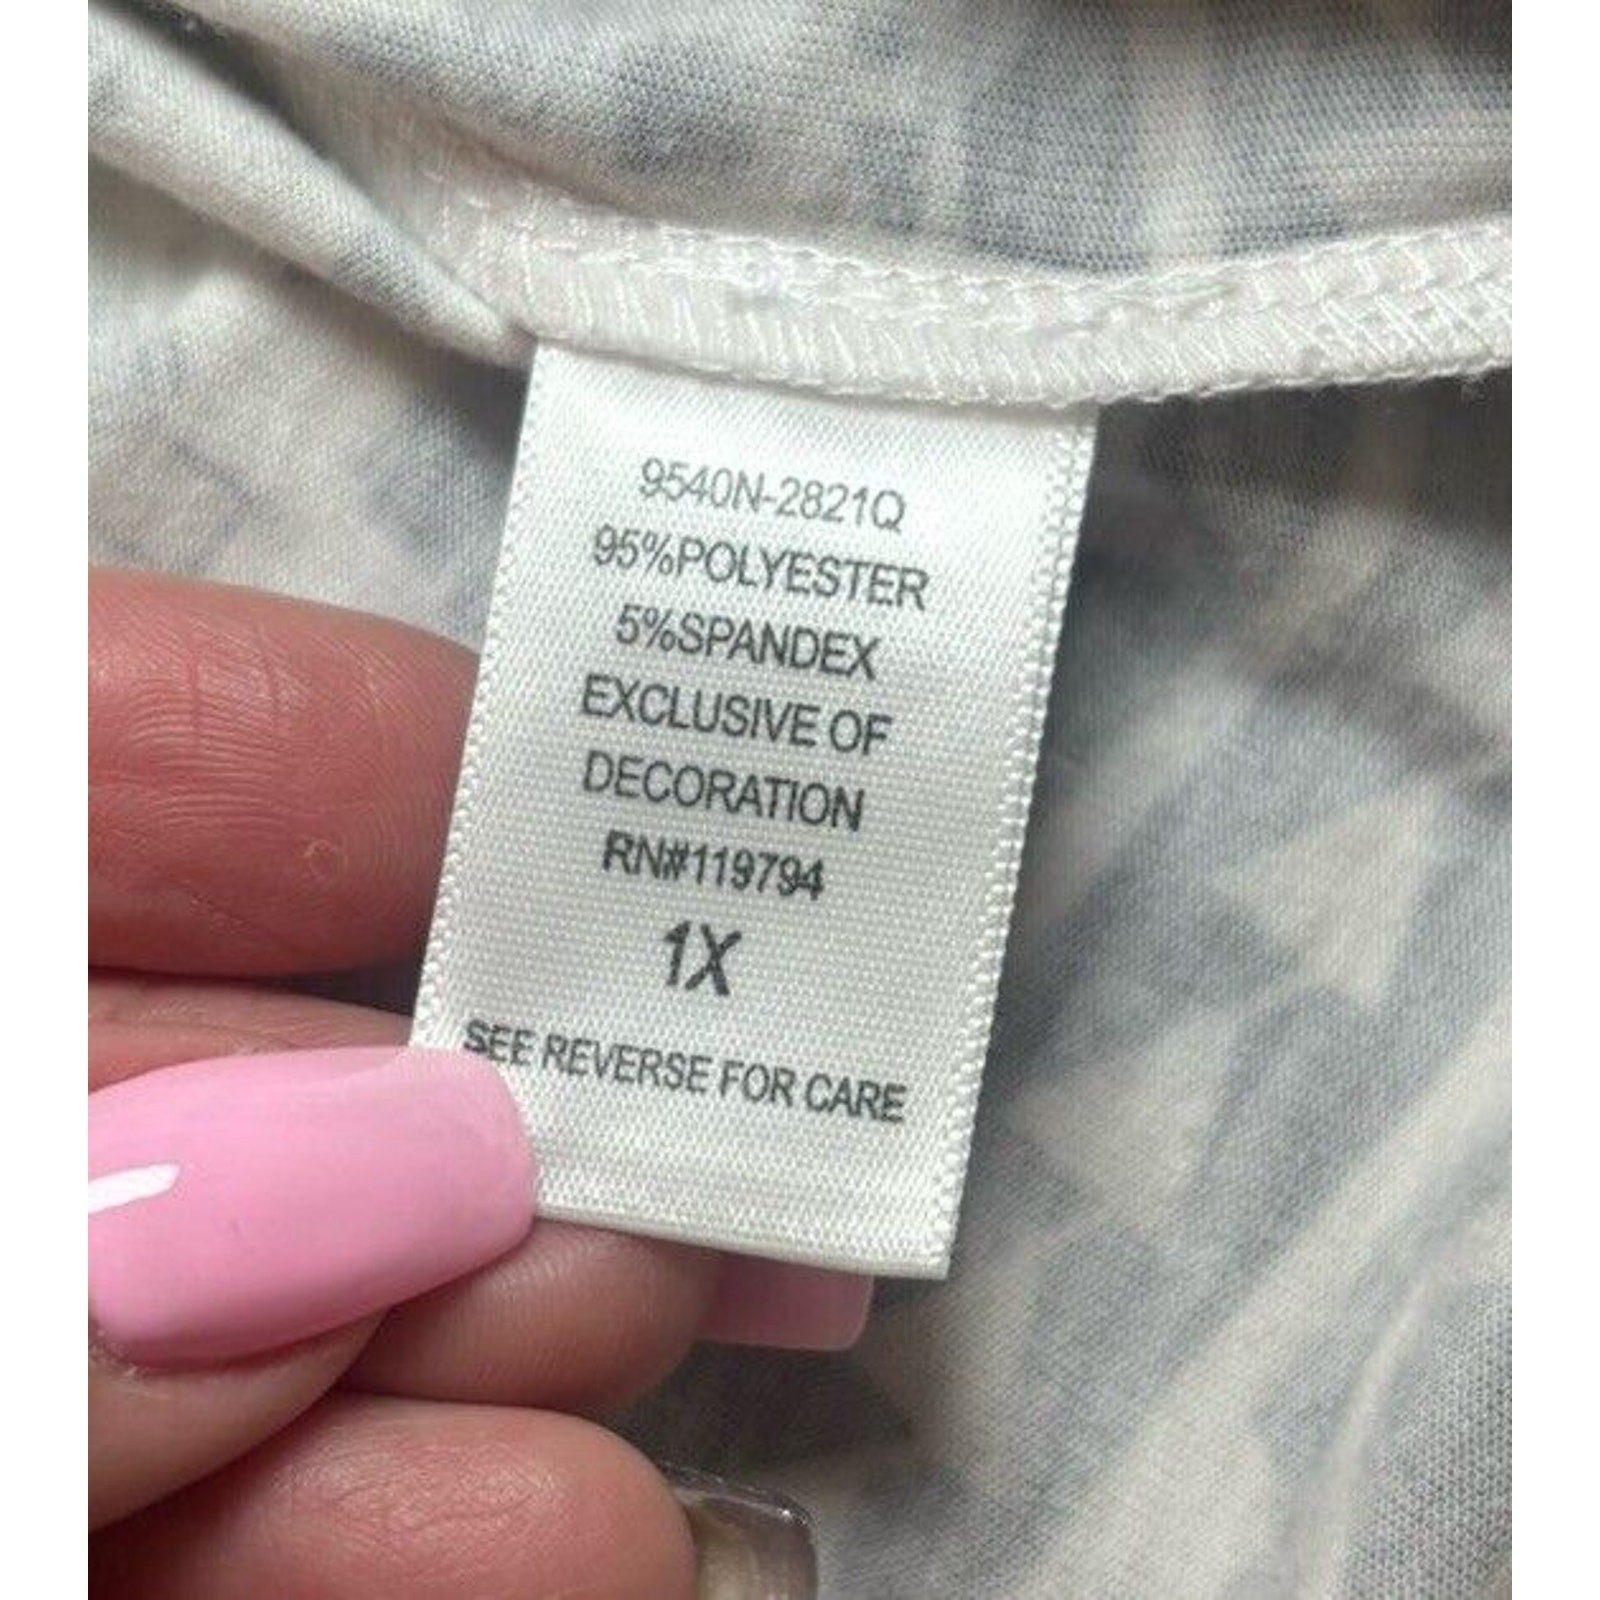 9540N-2821Q
95%POLYESTER
5%SPANDEX
EXCLUSIVE OF
DECORATION
RN#119794
1X
SEE REVERSE FOR CARE